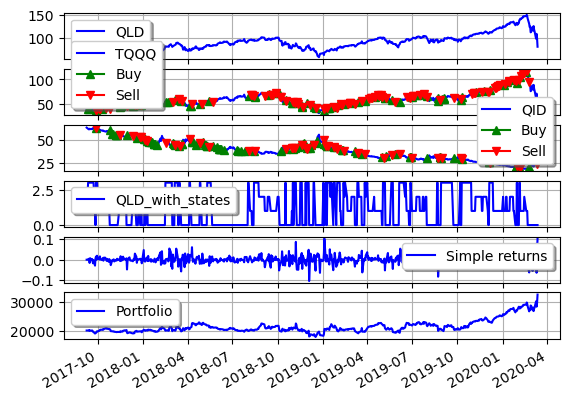 150
100
QLD
TQQQ
Buy
Sell
100
50
QID
Buy
Sell
50
25
2.5
0.0
QLD_with_states
0.1
0.0
-0.1
Simple returns
30000
20000
Portfolio
2017-10
2018-01
2018-04
2018-07
2018-10
2019-01
2019-04
2019-07
2019-10
2020-01
2020-04